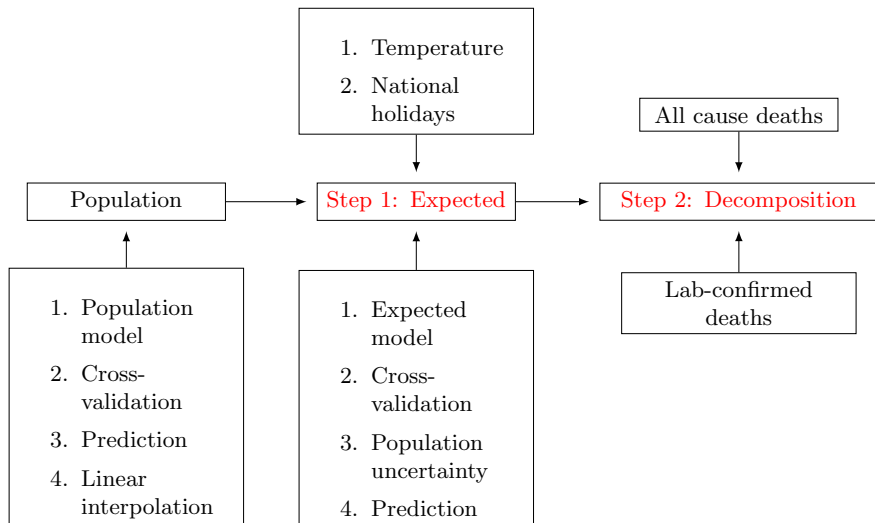 1. Temperature
2. National
holidays
All cause deaths
Population
Step 1: Expected
Step 2: Decomposition
1. Population
model
2. Cross-
validation
3. Prediction
4. Linear
interpolation
1. Expected
model
2. Cross-
validation
3. Population
uncertainty
4. Prediction
Lab-confirmed
deaths